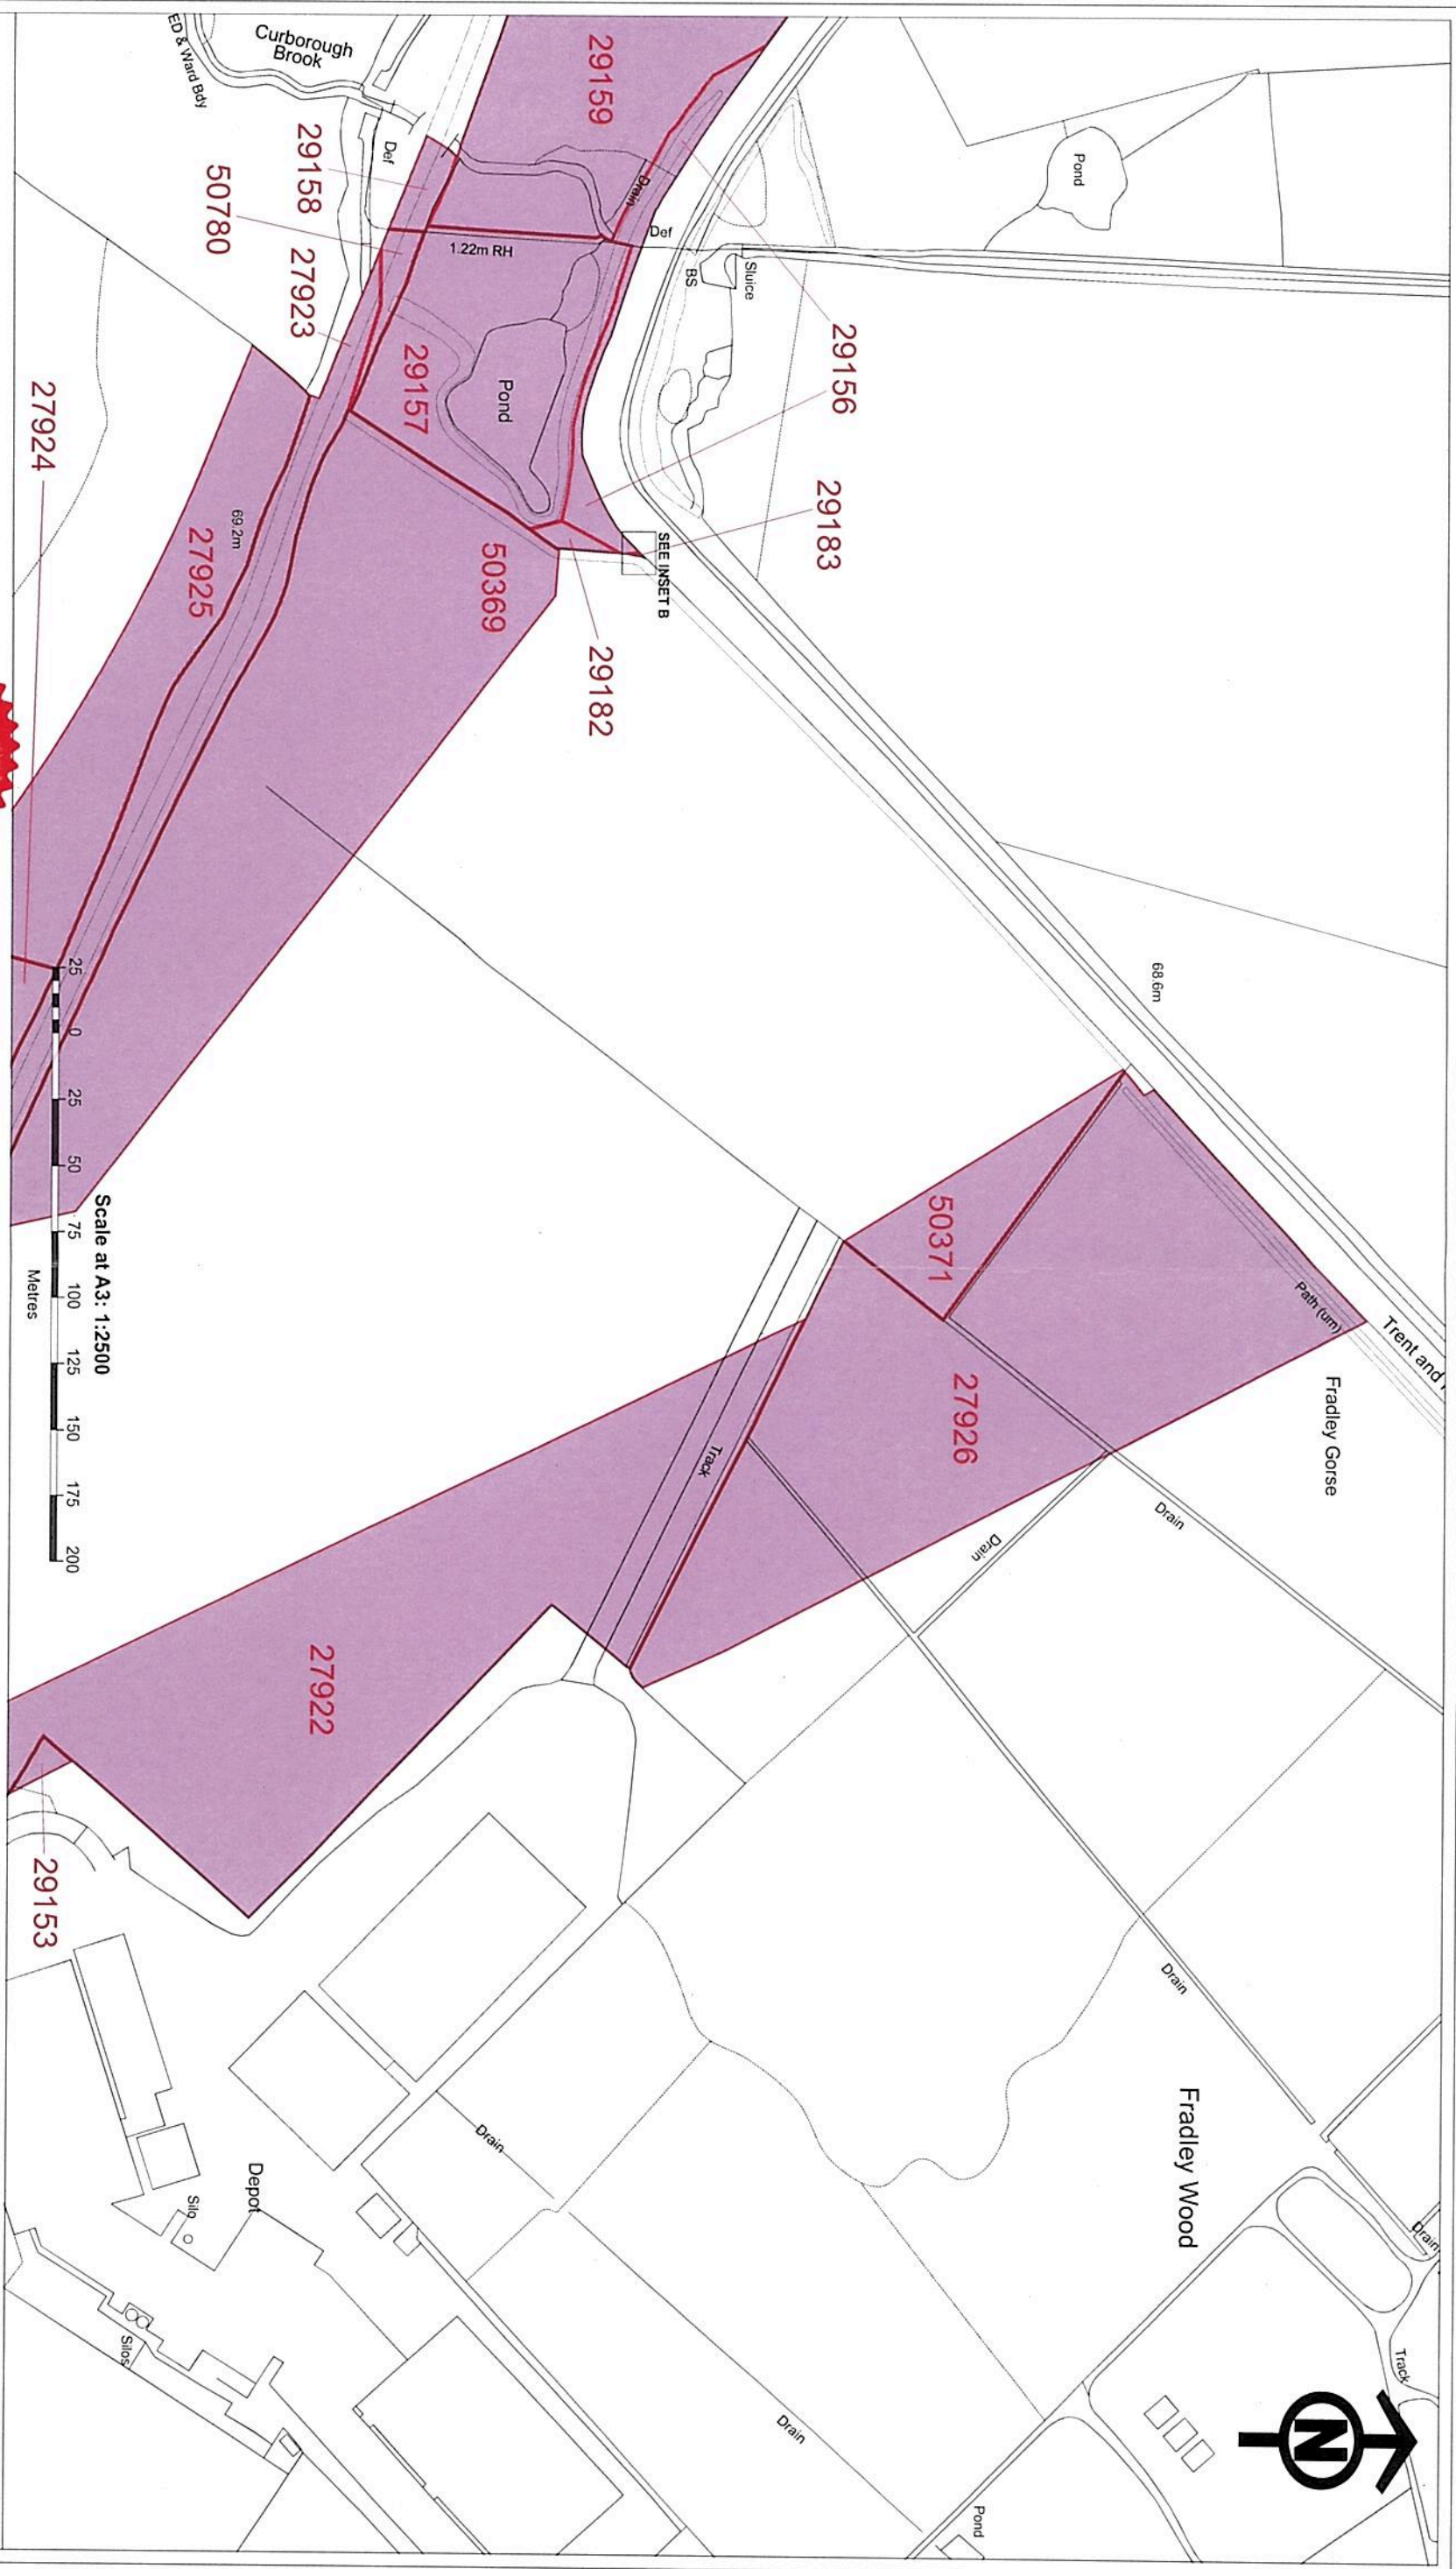 Trent and
Path (um)
Fradley Gorse
Fradley Wood
Drain
Track
68.6m
Pond
Sluice
BS
Def
29156
29183
SEE INSET B
29182
29159
Drain
1.22m RH
Pond
29157
50369
Curborough
Brook
ED & Ward Bdy
Def
29158
50780
27923
69.2m
27925
27924
50371
27926
Drain
Drain
Drain
Track
27922
29153
Drain
Drain
Pond
Depot
Silo
Silos
N
Scale at A3: 1:2500
25 0 25 50 75 100 125 150 175 200
Metres